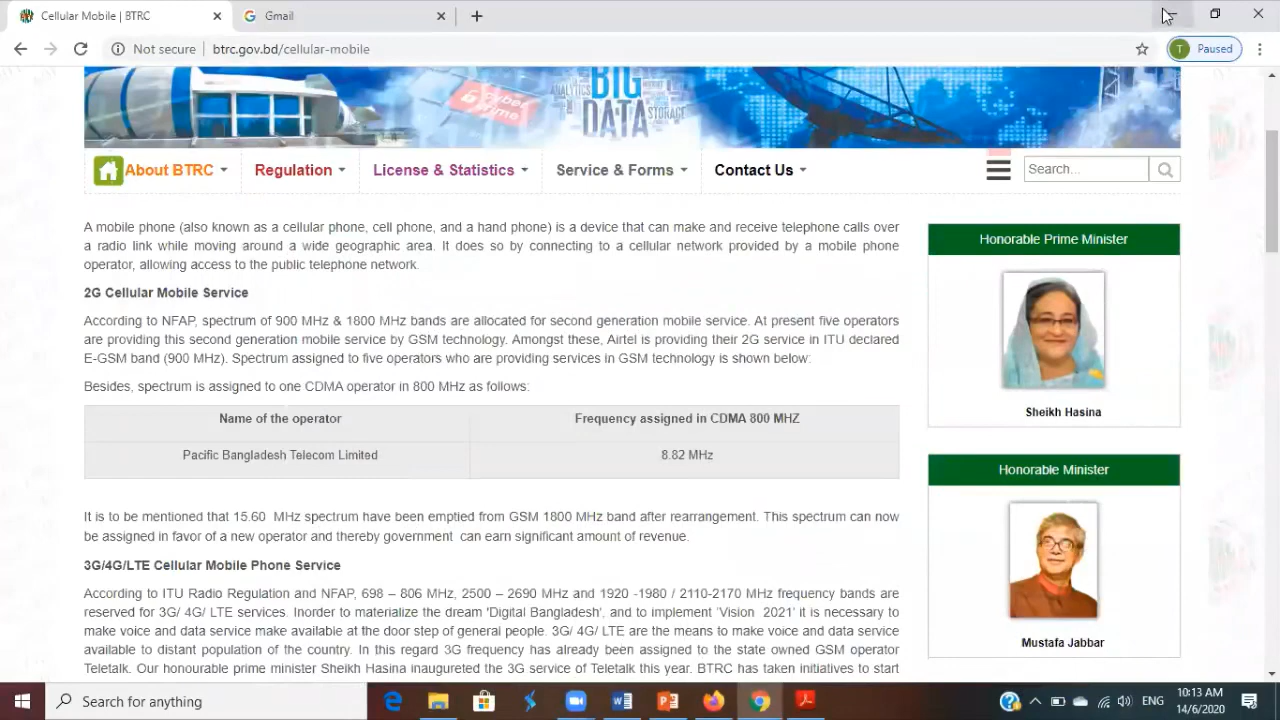 Cellular Mobile | BTRC
Gmail
Not secure
btrc.gov.bd/cellular-mobile
T
Paused
ANALYTICS
BIG
DATA
STORAGE
cyber
crime
About BTRC
Regulation
License & Statistics
Service & Forms
Contact Us
Search...
A mobile phone (also known as a cellular phone, cell phone, and a hand phone) is a device that can make and receive telephone calls over
a radio link while moving around a wide geographic area. It does so by connecting to a cellular network provided by a mobile phone
operator, allowing access to the public telephone network.
2G Cellular Mobile Service
According to NFAP, spectrum of 900 MHz & 1800 MHz bands are allocated for second generation mobile service. At present five operators
are providing this second generation mobile service by GSM technology. Amongst these, Airtel is providing their 2G service in ITU declared
E-GSM band (900 MHz). Spectrum assigned to five operators who are providing services in GSM technology is shown below:
Besides, spectrum is assigned to one CDMA operator in 800 MHz as follows:
Name of the operator
Frequency assigned in CDMA 800 MHZ
Pacific Bangladesh Telecom Limited
8.82 MHz
It is to be mentioned that 15.60 MHz spectrum have been emptied from GSM 1800 MHz band after rearrangement. This spectrum can now
be assigned in favor of a new operator and thereby government can earn significant amount of revenue.
3G/4G/LTE Cellular Mobile Phone Service
According to ITU Radio Regulation and NFAP, 698 – 806 MHz, 2500 – 2690 MHz and 1920 -1980 / 2110-2170 MHz frequency bands are
reserved for 3G/ 4G/ LTE services. Inorder to materialize the dream 'Digital Bangladesh', and to implement 'Vision 2021' it is necessary to
make voice and data service make available at the door step of general people. 3G/ 4G/ LTE are the means to make voice and data service
available to distant population of the country. In this regard 3G frequency has already been assigned to the state owned GSM operator
Teletalk. Our honourable prime minister Sheikh Hasina inaugureted the 3G service of Teletalk this year. BTRC has taken initiatives to start
Honorable Prime Minister
Sheikh Hasina
Honorable Minister
Mustafa Jabbar
Search for anything
ENG
10:13 AM
14/6/2020